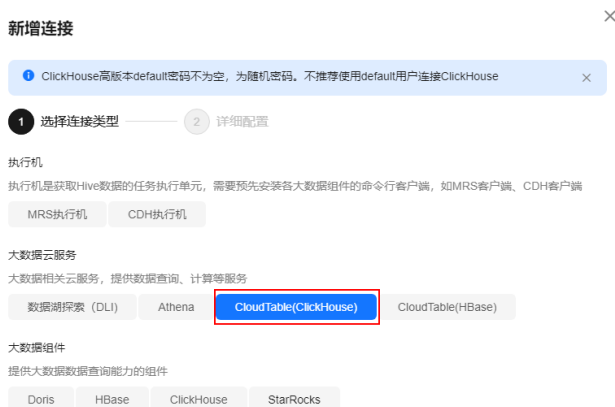 新增连接
ClickHouse高版本default密码不为空，为随机密码。不推荐使用default用户连接ClickHouse
1 选择连接类型 2 详细配置
执行机
执行机是获取Hive数据的任务执行单元，需要预先安装各大数据组件的命令行客户端，如MRS客户端、CDH客户端
MRS执行机 CDH执行机
大数据云服务
大数据相关云服务，提供数据查询、计算等服务
数据湖探索（DLI） Athena CloudTable(ClickHouse) CloudTable(HBase)
大数据组件
提供大数据数据查询能力的组件
Doris HBase ClickHouse StarRocks